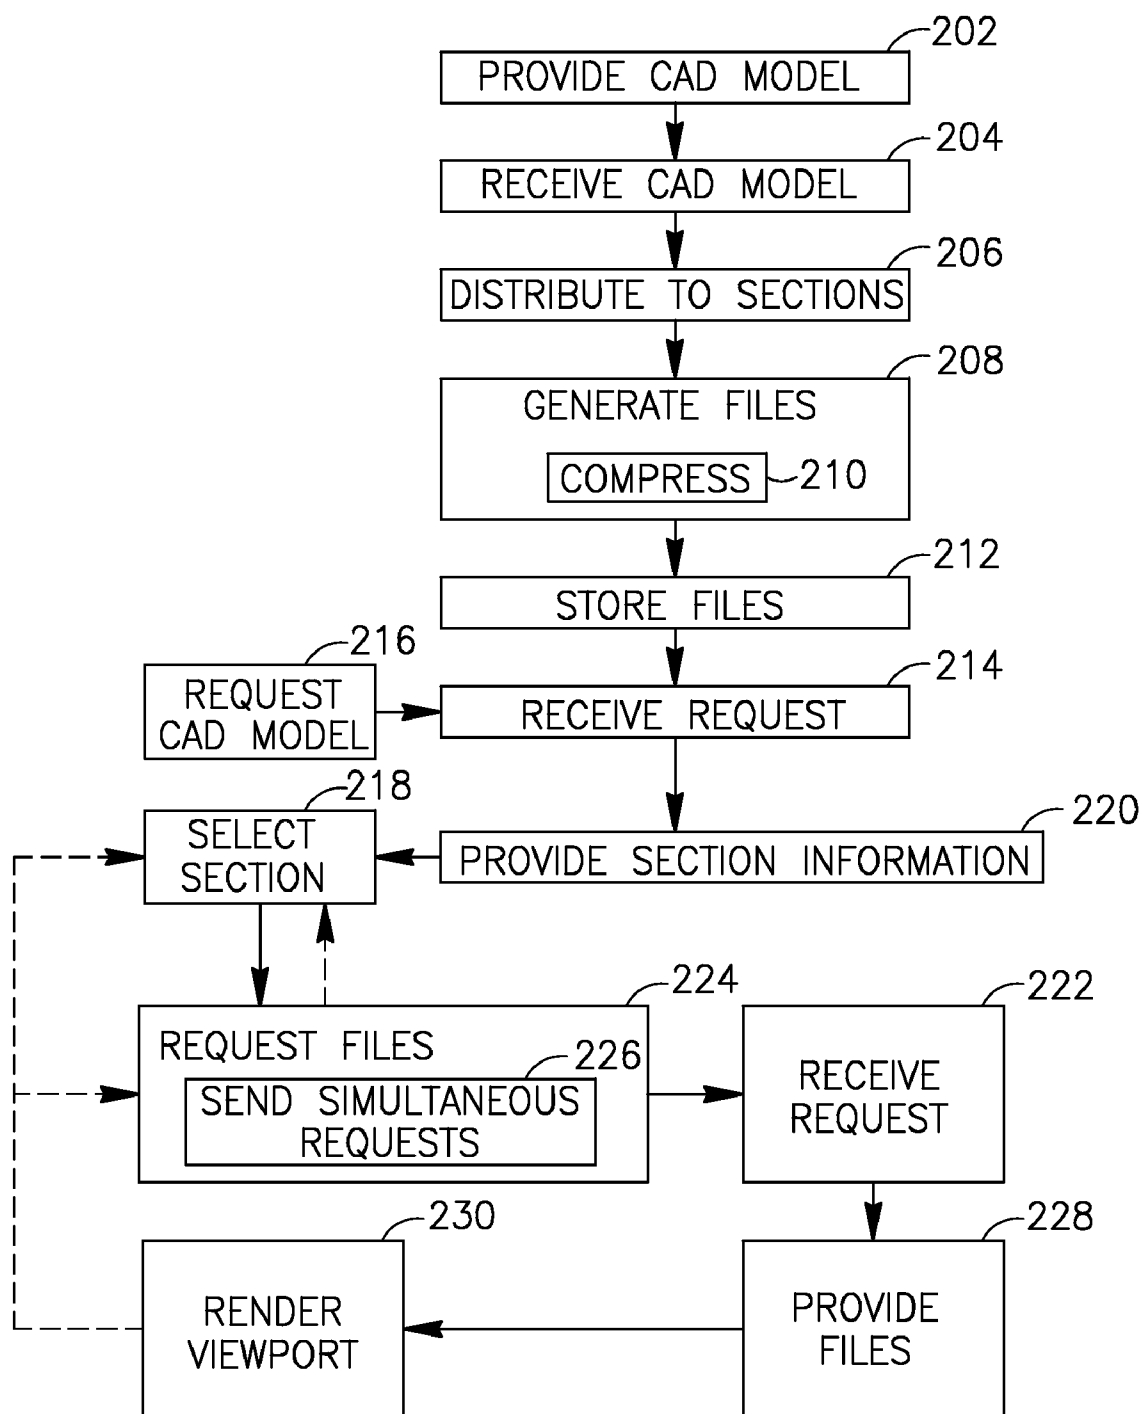 202
PROVIDE CAD MODEL
204
RECEIVE CAD MODEL
206
DISTRIBUTE TO SECTIONS
208
GENERATE FILES
COMPRESS
210
212
STORE FILES
216
REQUEST
CAD MODEL
214
RECEIVE REQUEST
218
SELECT
SECTION
220
PROVIDE SECTION INFORMATION
224
REQUEST FILES
226
SEND SIMULTANEOUS
REQUESTS
222
RECEIVE
REQUEST
230
RENDER
VIEWPORT
228
PROVIDE
FILES